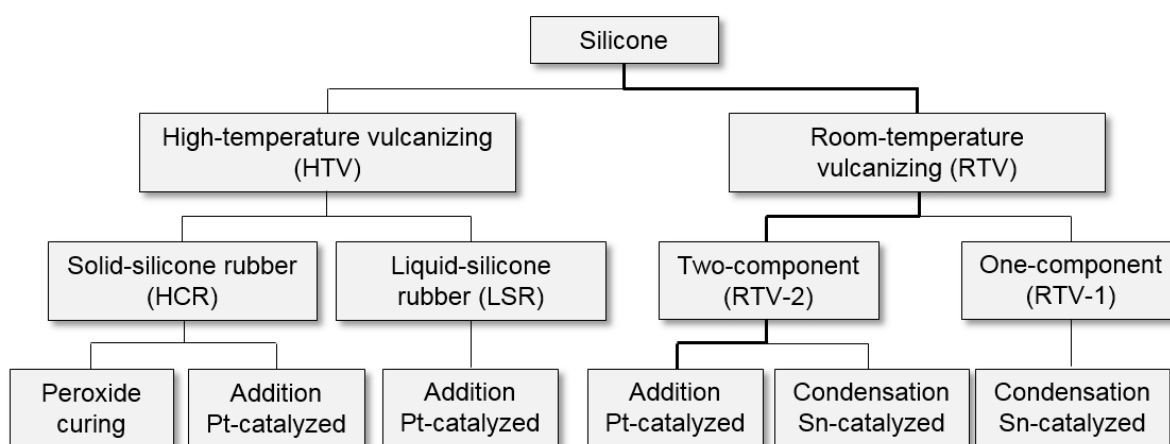 Silicone
High-temperature vulcanizing
(HTV)
Room-temperature
vulcanizing (RTV)
Solid-silicone rubber
(HCR)
Liquid-silicone
rubber (LSR)
Two-component
(RTV-2)
One-component
(RTV-1)
Peroxide
curing
Addition
Pt-catalyzed
Addition
Pt-catalyzed
Addition
Pt-catalyzed
Condensation
Sn-catalyzed
Condensation
Sn-catalyzed